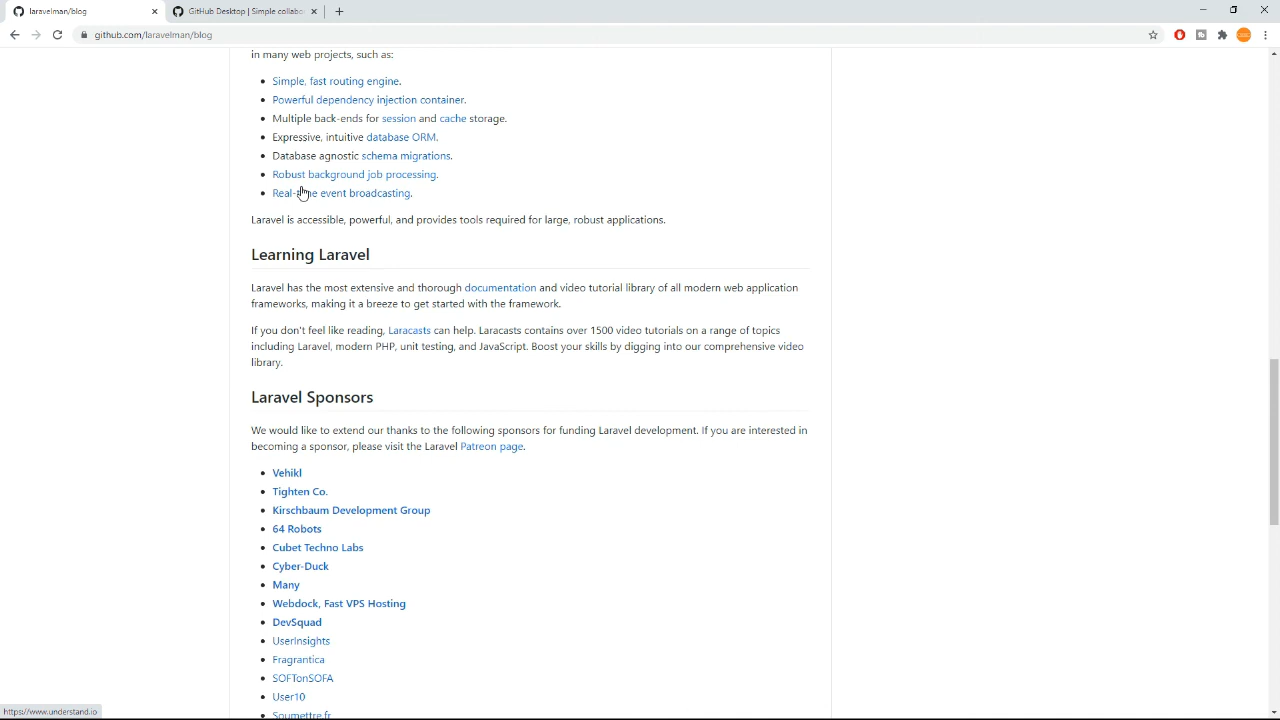 laravelman/blog
GitHub Desktop | Simple collabo
github.com/laravelman/blog
in many web projects, such as:
Simple, fast routing engine.
Powerful dependency injection container.
Multiple back-ends for session and cache storage.
Expressive, intuitive database ORM.
Database agnostic schema migrations.
Robust background job processing.
Real-time event broadcasting.
Laravel is accessible, powerful, and provides tools required for large, robust applications.
Learning Laravel
Laravel has the most extensive and thorough documentation and video tutorial library of all modern web application
frameworks, making it a breeze to get started with the framework.
If you don't feel like reading, Laracasts can help. Laracasts contains over 1500 video tutorials on a range of topics
including Laravel, modern PHP, unit testing, and JavaScript. Boost your skills by digging into our comprehensive video
library.
Laravel Sponsors
We would like to extend our thanks to the following sponsors for funding Laravel development. If you are interested in
becoming a sponsor, please visit the Laravel Patreon page.
Vehikl
Tighten Co.
Kirschbaum Development Group
64 Robots
Cubet Techno Labs
Cyber-Duck
Many
Webdock, Fast VPS Hosting
DevSquad
UserInsights
Fragrantica
SOFTonSOFA
User10
Soumettre.fr
https://www.understand.io